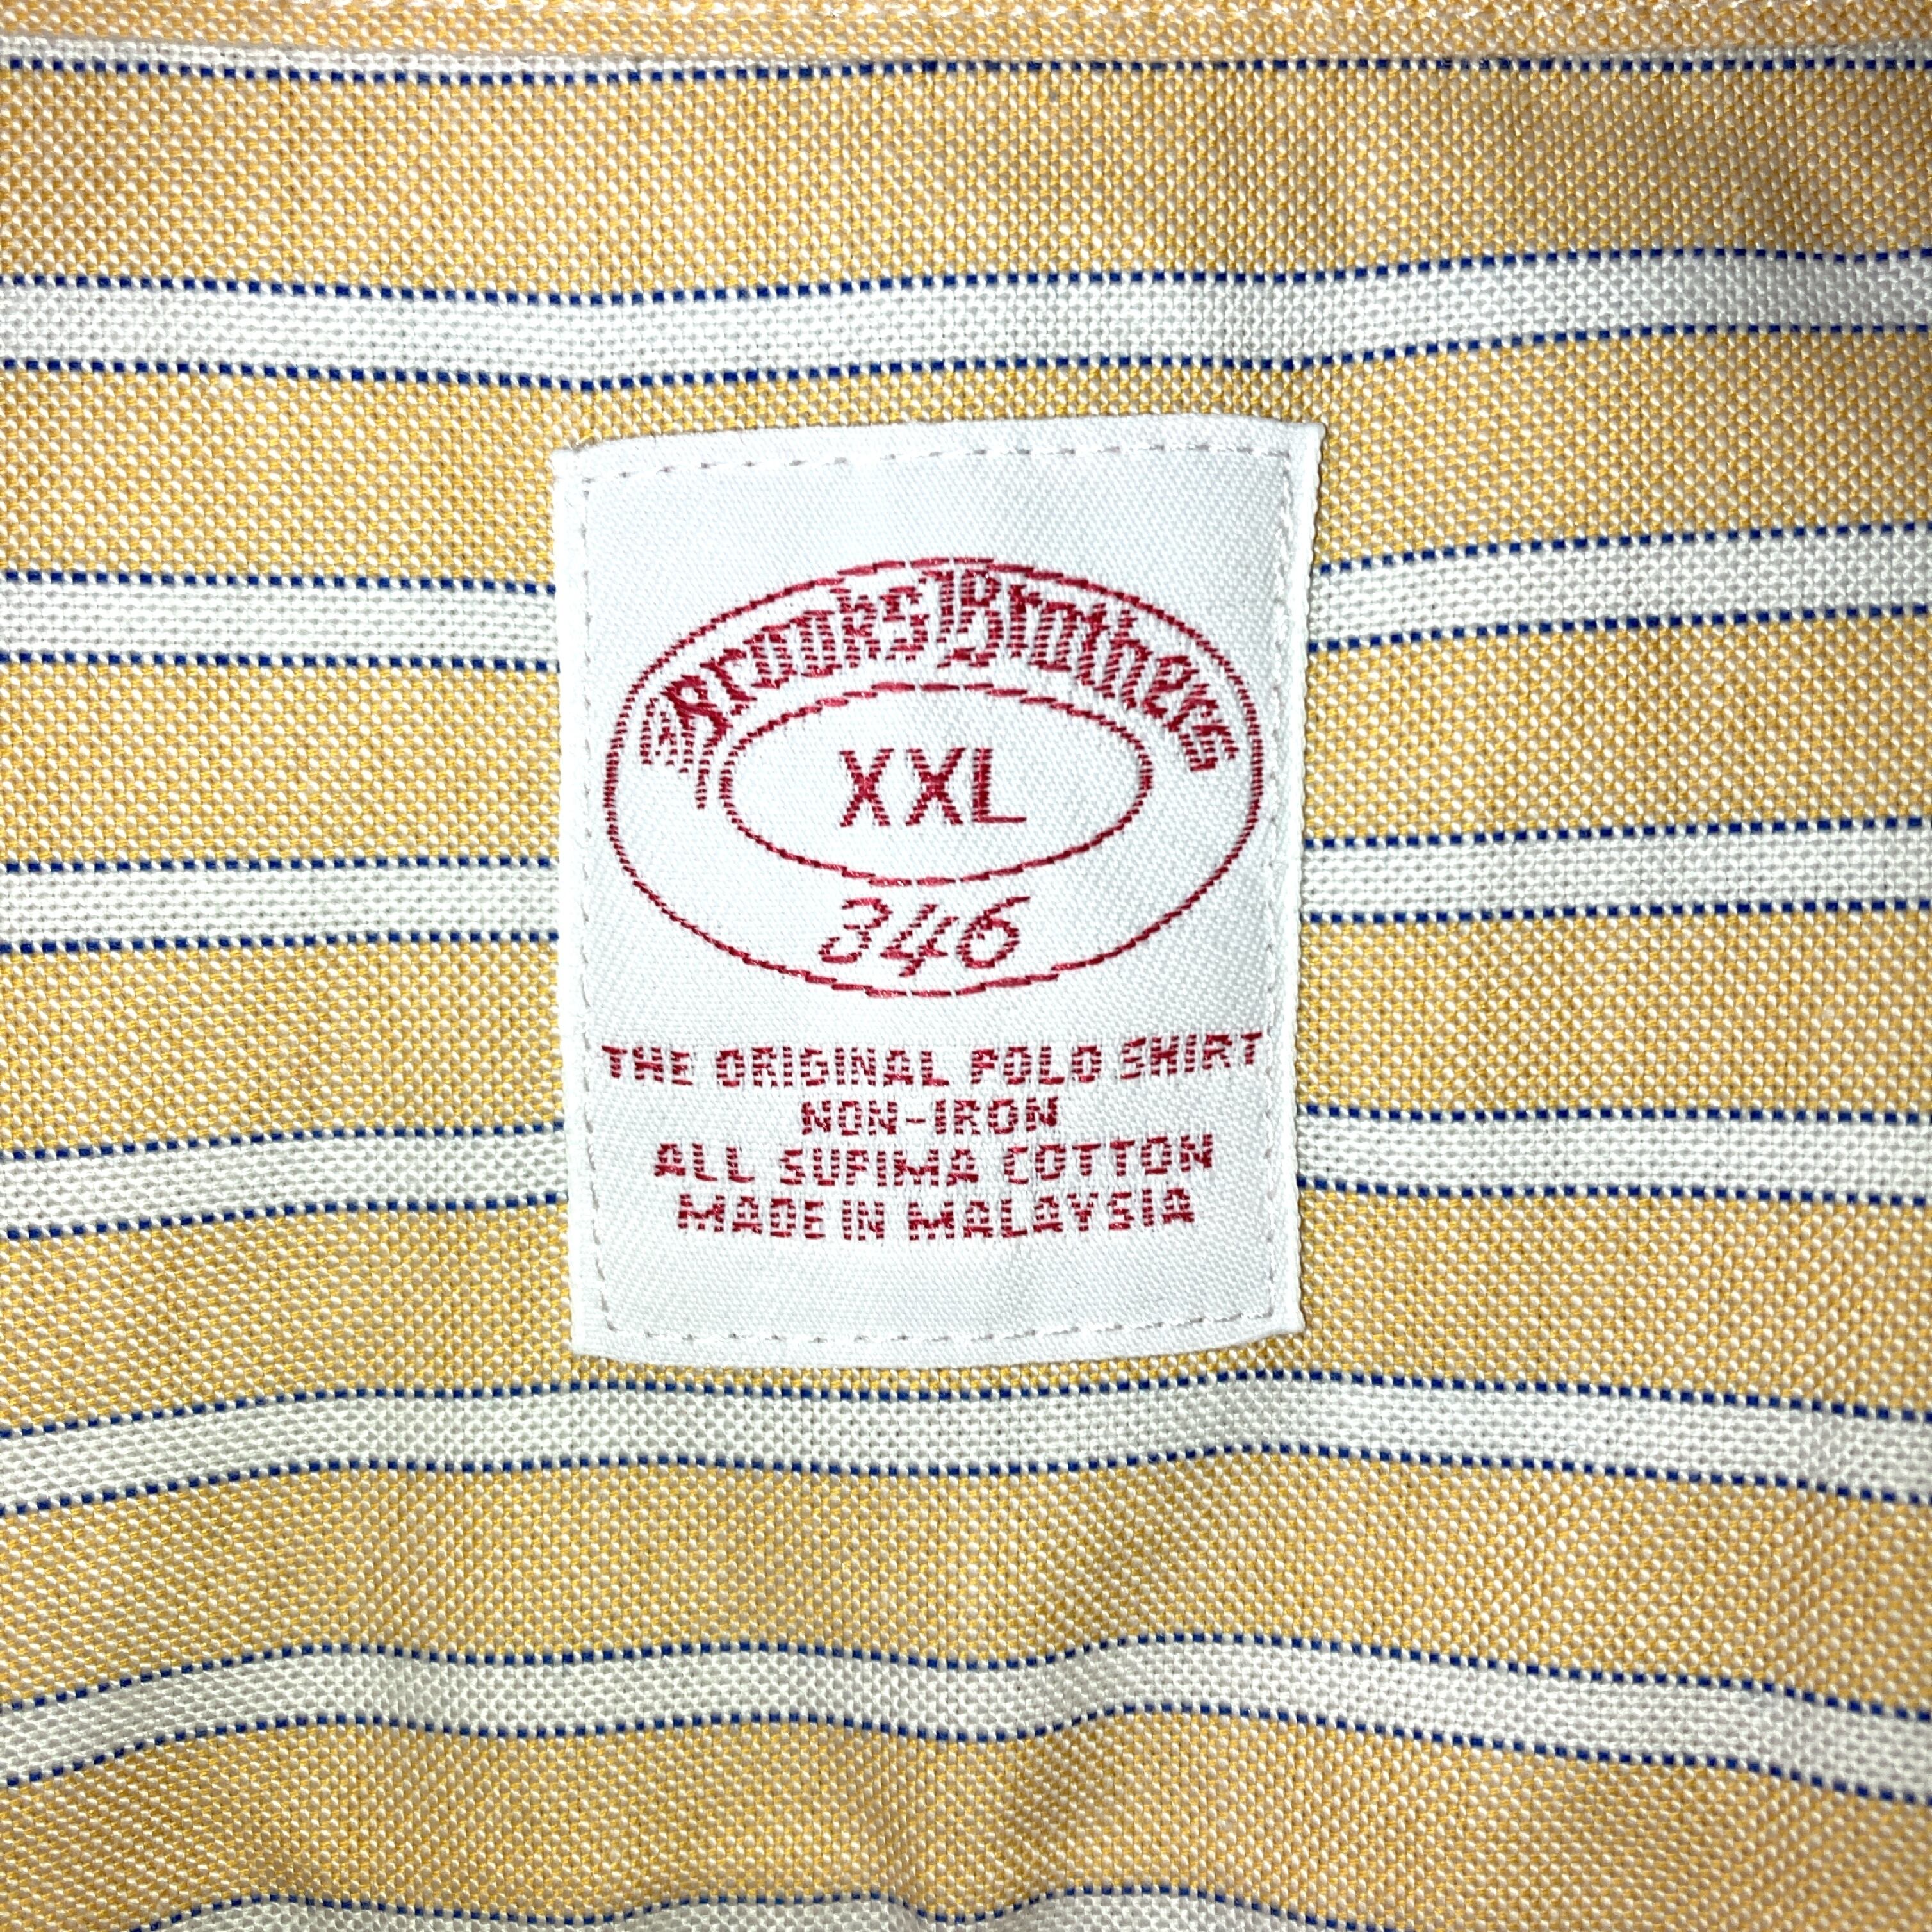 Brooks Brothers
XXL
346
THE ORIGINAL POLO SHIRT
NON-IRON
ALL SUPIMA COTTON
MADE IN MALAYSIA